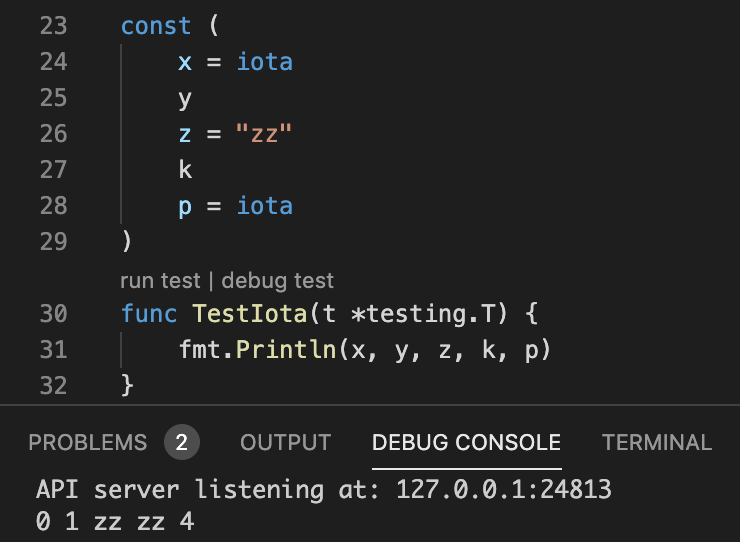 23 const (
24 x = iota
25 y
26 z = "zz"
27 k
28 p = iota
29 )
run test | debug test
30 func TestIota(t *testing.T) {
31 fmt.Println(x, y, z, k, p)
32 }
PROBLEMS 2 OUTPUT DEBUG CONSOLE TERMINAL
API server listening at: 127.0.0.1:24813
0 1 zz zz 4